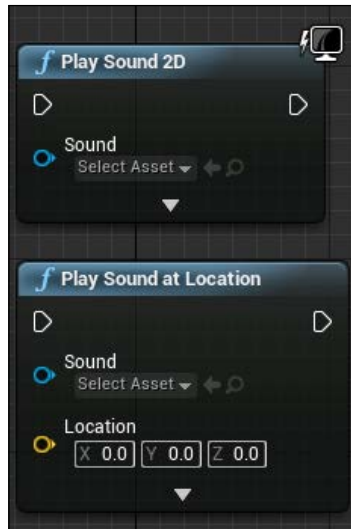 f Play Sound 2D
Sound
Select Asset
f Play Sound at Location
Sound
Select Asset
Location
X 0.0 Y 0.0 Z 0.0